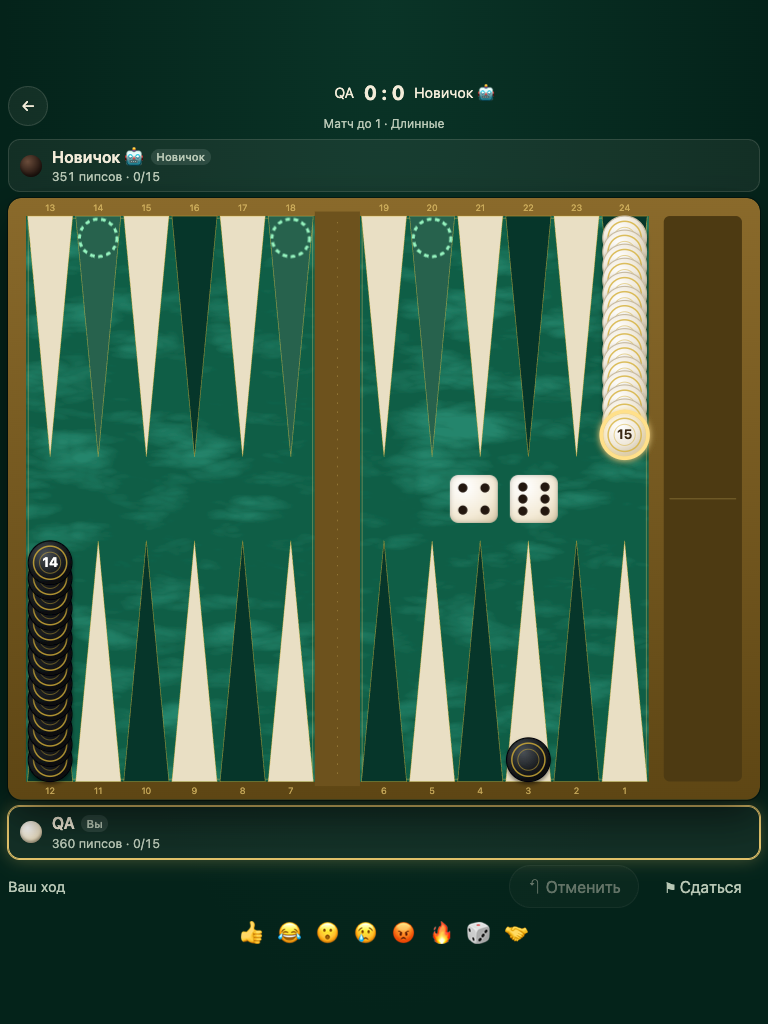 QA 0 : 0 Новичок
Матч до 1 · Длинные
Новичок Новичок
351 пипсов · 0/15
13 14 15 16 17 18 19 20 21 22 23 24
15
14
12 11 10 9 8 7 6 5 4 3 2 1
QA Вы
360 пипсов · 0/15
Ваш ход Отменить Сдаться